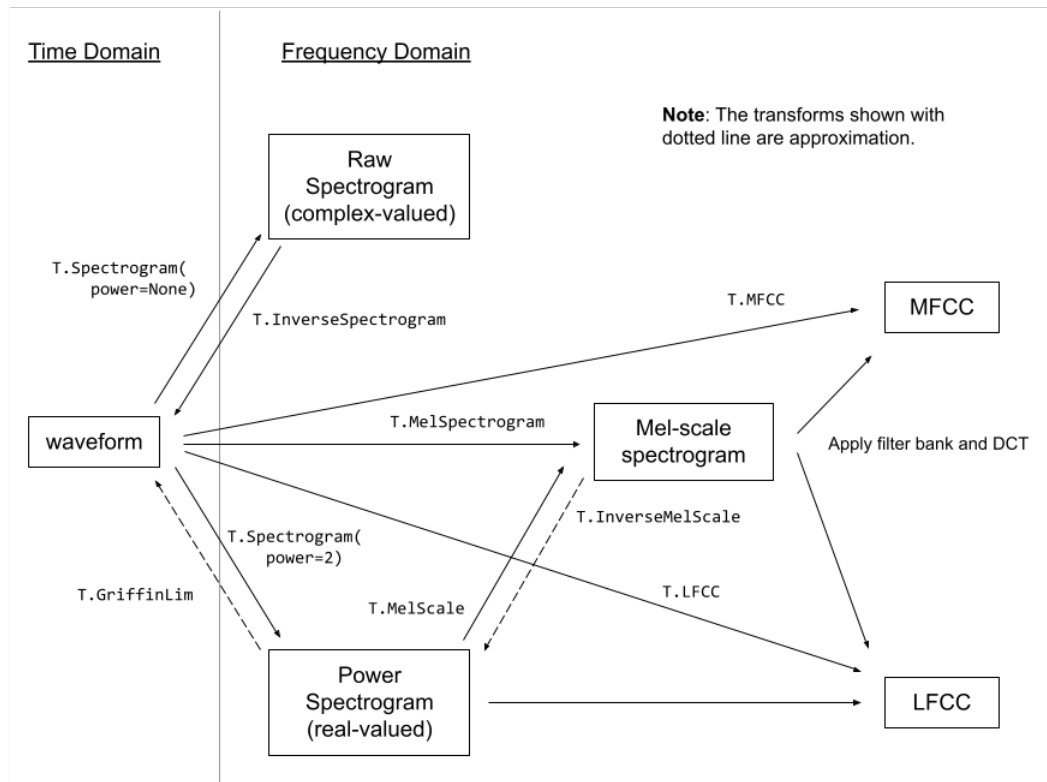 Time Domain
Frequency Domain
Note: The transforms shown with
dotted line are approximation.
Raw
Spectrogram
(complex-valued)
T.Spectrogram(
power=None)
T.InverseSpectrogram
T.MFCC
MFCC
waveform
T.MelSpectrogram
Mel-scale
spectrogram
Apply filter bank and DCT
T.InverseMelScale
T.Spectrogram(
power=2)
T.GriffinLim
T.MelScale
T.LFCC
Power
Spectrogram
(real-valued)
LFCC